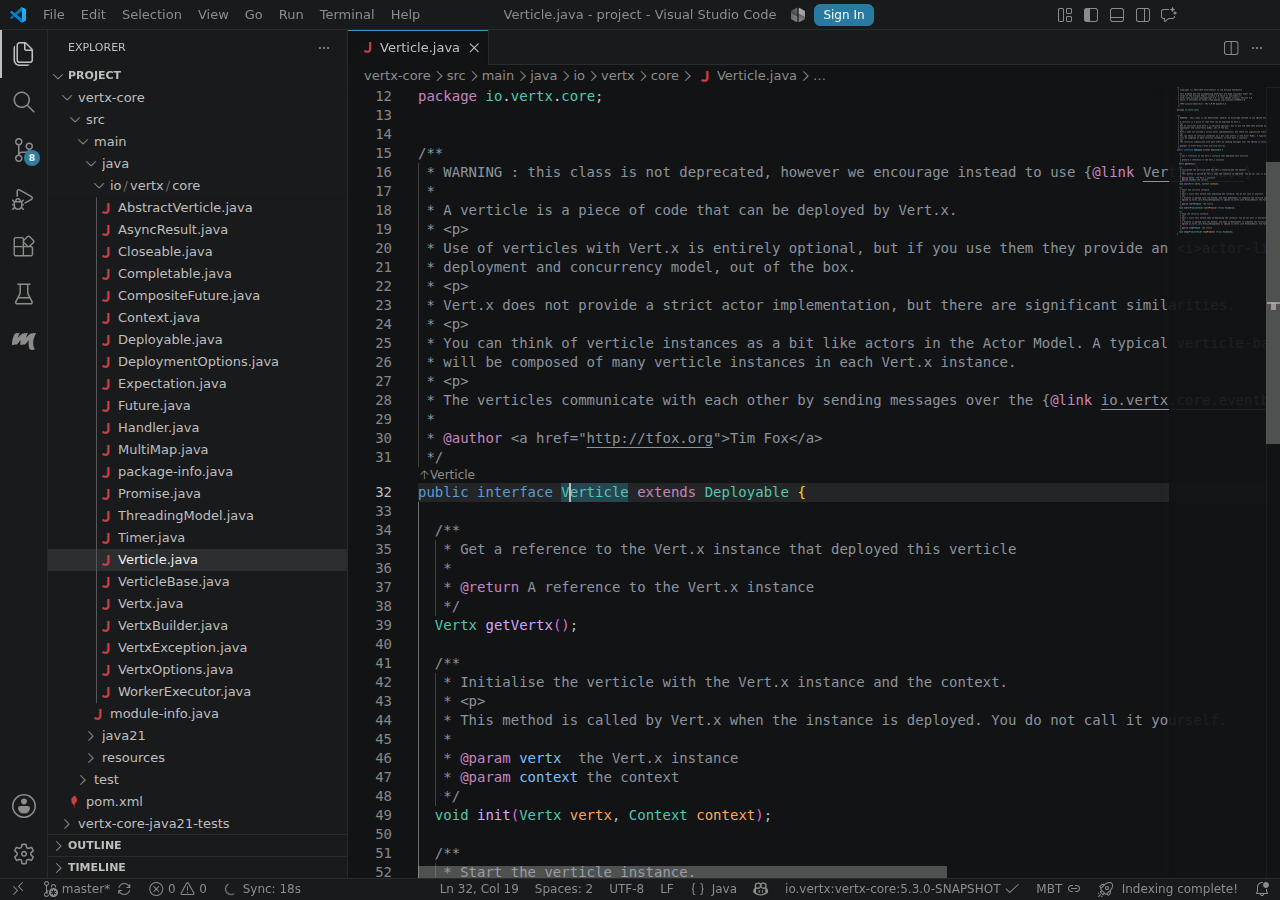 File Edit Selection View Go Run Terminal Help
Verticle.java - project - Visual Studio Code
Sign In
EXPLORER
PROJECT
vertx-core
src
main
java
io/vertx/core
AbstractVerticle.java
AsyncResult.java
Closeable.java
Completable.java
CompositeFuture.java
Context.java
Deployable.java
DeploymentOptions.java
Expectation.java
Future.java
Handler.java
MultiMap.java
package-info.java
Promise.java
ThreadingModel.java
Timer.java
Verticle.java
VerticleBase.java
Vertx.java
VertxBuilder.java
VertxException.java
VertxOptions.java
WorkerExecutor.java
module-info.java
java21
resources
test
pom.xml
vertx-core-java21-tests
OUTLINE
TIMELINE
8
Verticle.java
vertx-core > src > main > java > io > vertx > core > Verticle.java > ...
12 package io.vertx.core;
13
14
15 /**
16 * WARNING : this class is not deprecated, however we encourage instead to use {@link Vert
17 *
18 * A verticle is a piece of code that can be deployed by Vert.x.
19 * <p>
20 * Use of verticles with Vert.x is entirely optional, but if you use them they provide an <i>actor-li
21 * deployment and concurrency model, out of the box.
22 * <p>
23 * Vert.x does not provide a strict actor implementation, but there are significant similarities.
24 * <p>
25 * You can think of verticle instances as a bit like actors in the Actor Model. A typical verticle-ba
26 * will be composed of many verticle instances in each Vert.x instance.
27 * <p>
28 * The verticles communicate with each other by sending messages over the {@link io.vertx.core.eventb
29 *
30 * @author <a href="http://tfox.org">Tim Fox</a>
31 */
↑Verticle
32 public interface Verticle extends Deployable {
33
34 /**
35 * Get a reference to the Vert.x instance that deployed this verticle
36 *
37 * @return A reference to the Vert.x instance
38 */
39 Vertx getVertx();
40
41 /**
42 * Initialise the verticle with the Vert.x instance and the context.
43 * <p>
44 * This method is called by Vert.x when the instance is deployed. You do not call it yourself.
45 *
46 * @param vertx  the Vert.x instance
47 * @param context the context
48 */
49 void init(Vertx vertx, Context context);
50
51 /**
52 * Start the verticle instance.
master* 0 0 Sync: 18s Ln 32, Col 19 Spaces: 2 UTF-8 LF { } Java io.vertx:vertx-core:5.3.0-SNAPSHOT MBT Indexing complete!